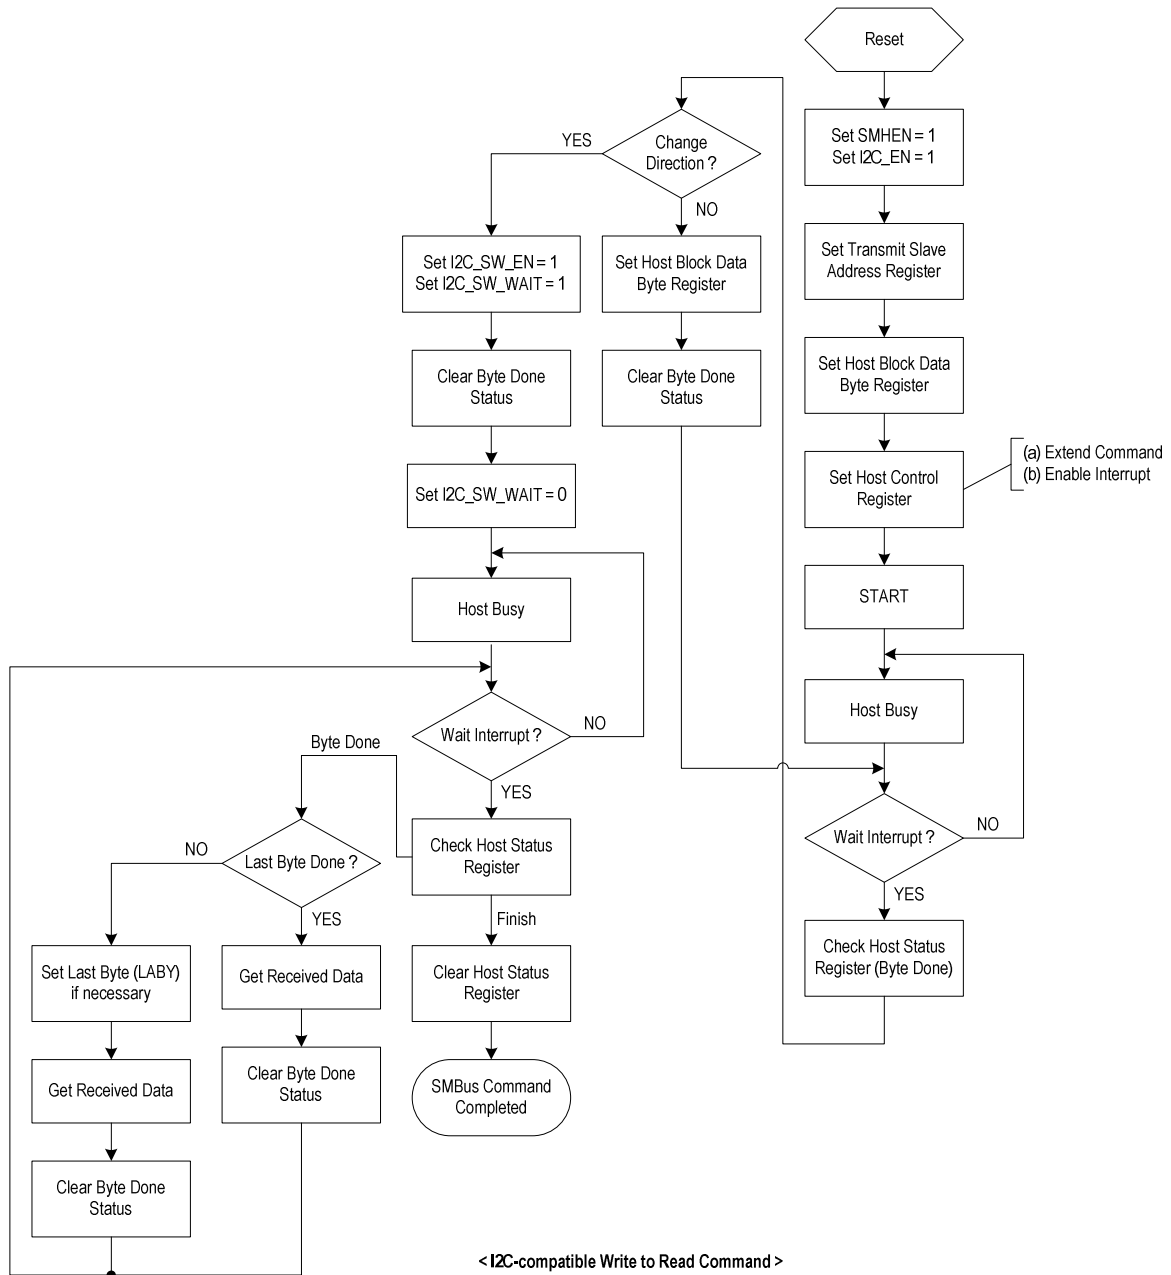 Reset
Set SMHEN = 1
Set I2C_EN = 1
Set Transmit Slave
Address Register
Set Host Block Data
Byte Register
Set Host Control
Register
(a) Extend Command
(b) Enable Interrupt
START
Host Busy
Wait Interrupt ?
NO
YES
Check Host Status
Register (Byte Done)
Change
Direction ?
YES
NO
Set I2C_SW_EN = 1
Set I2C_SW_WAIT = 1
Set Host Block Data
Byte Register
Clear Byte Done
Status
Clear Byte Done
Status
Set I2C_SW_WAIT = 0
Host Busy
Wait Interrupt ?
NO
YES
Byte Done
Check Host Status
Register
Last Byte Done ?
NO
YES
Finish
Set Last Byte (LABY)
if necessary
Get Received Data
Clear Host Status
Register
Get Received Data
Clear Byte Done
Status
SMBus Command
Completed
Clear Byte Done
Status
< I2C-compatible Write to Read Command >